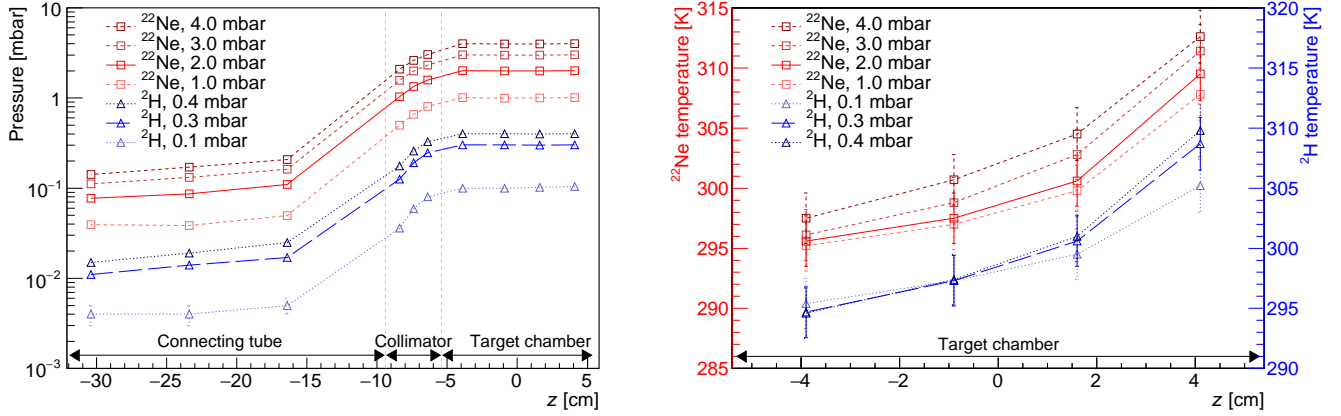 Pressure [mbar]
10
1
10⁻¹
10⁻²
10⁻³
²²Ne, 4.0 mbar
²²Ne, 3.0 mbar
²²Ne, 2.0 mbar
²²Ne, 1.0 mbar
²H, 0.4 mbar
²H, 0.3 mbar
²H, 0.1 mbar
Connecting tube
Collimator
Target chamber
−30 −25 −20 −15 −10 −5 0 5
z [cm]
²²Ne temperature [K]
315
310
305
300
295
290
285
²²Ne, 4.0 mbar
²²Ne, 3.0 mbar
²²Ne, 2.0 mbar
²²Ne, 1.0 mbar
²H, 0.1 mbar
²H, 0.3 mbar
²H, 0.4 mbar
Target chamber
−4 −2 0 2 4
z [cm]
320
315
310
305
300
295
290
²H temperature [K]